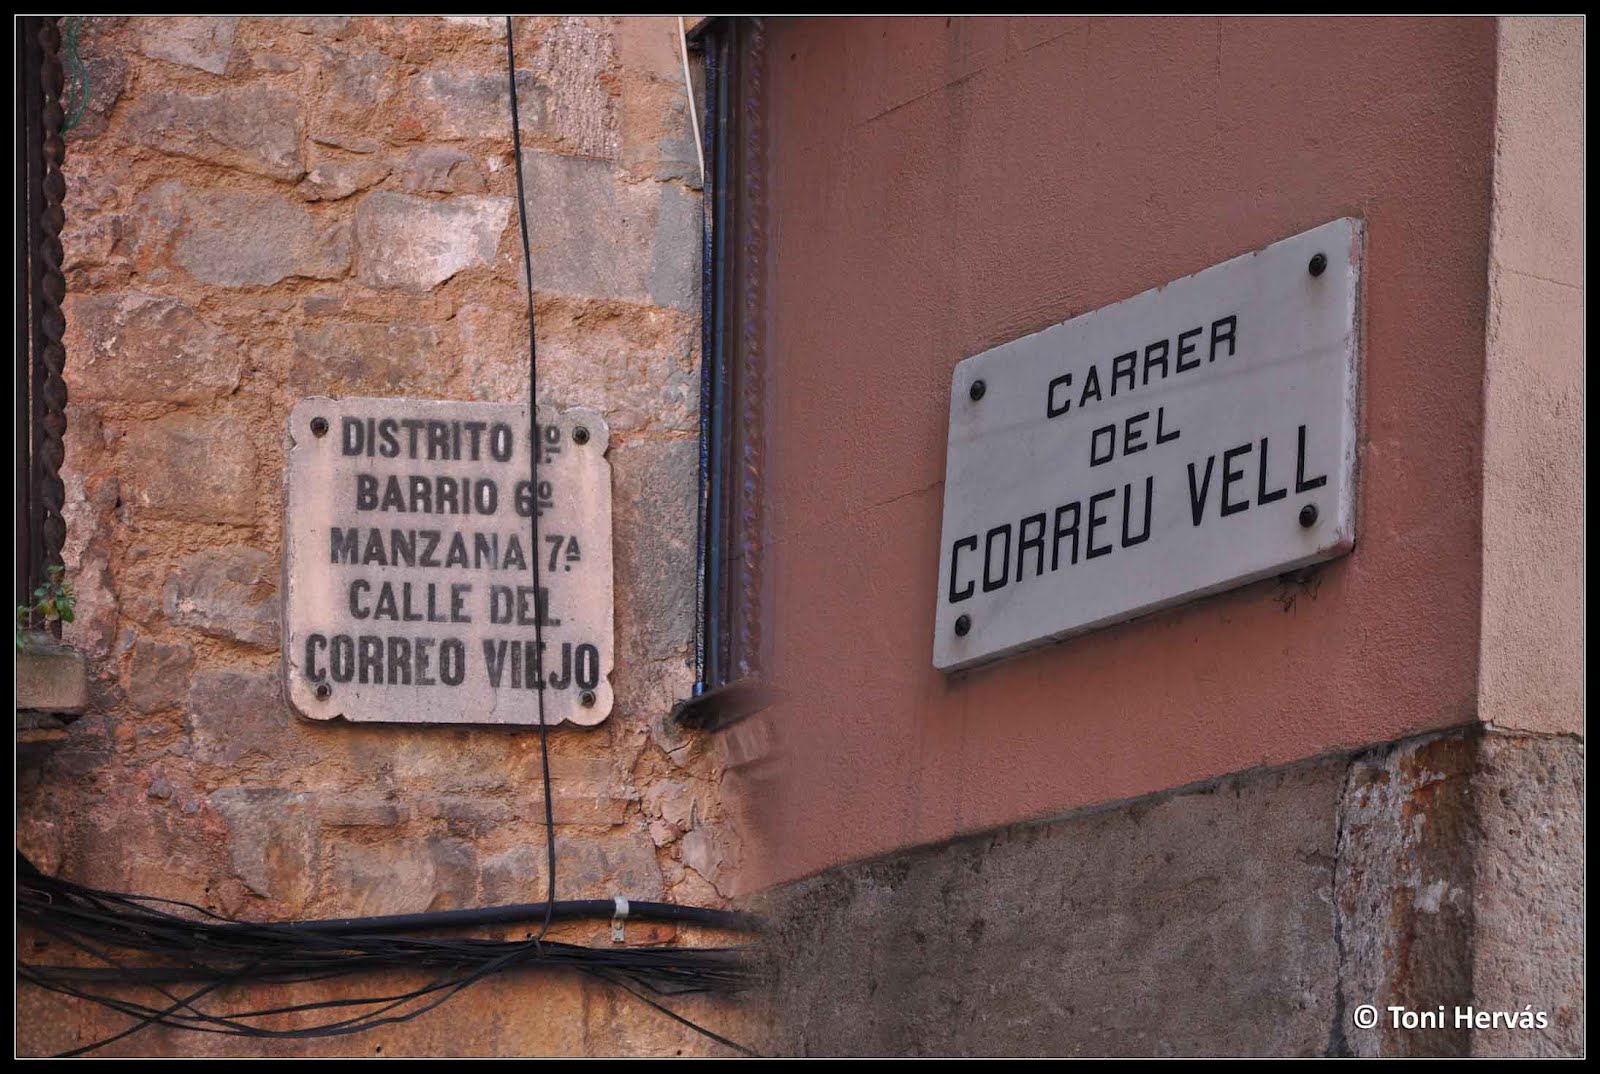 DISTRITO 1º
BARRIO 6º
MANZANA 7ª
CALLE DEL
CORREO VIEJO
CARRER
DEL
CORREU VELL
© Toni Hervás